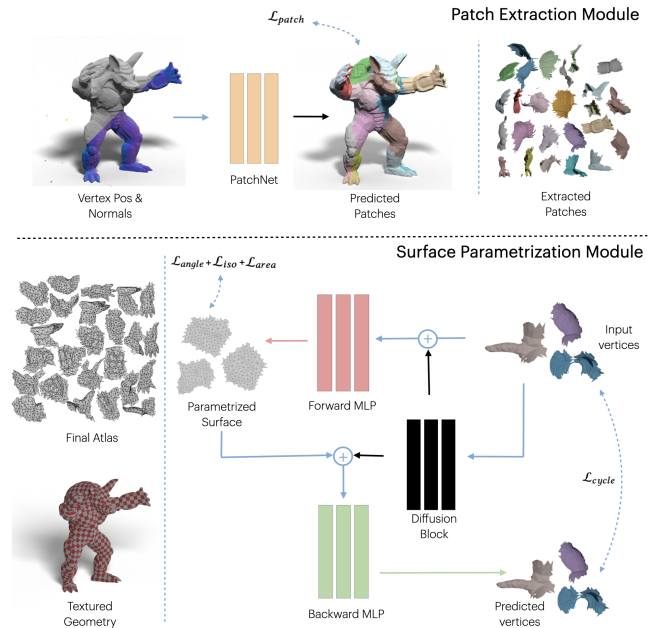 Patch Extraction Module
ℒpatch
Vertex Pos &
Normals
PatchNet
Predicted
Patches
Extracted
Patches
Surface Parametrization Module
ℒangle + ℒiso + ℒarea
Final Atlas
Parametrized
Surface
Forward MLP
Input
vertices
ℒcycle
Diffusion
Block
Textured
Geometry
Backward MLP
Predicted
vertices